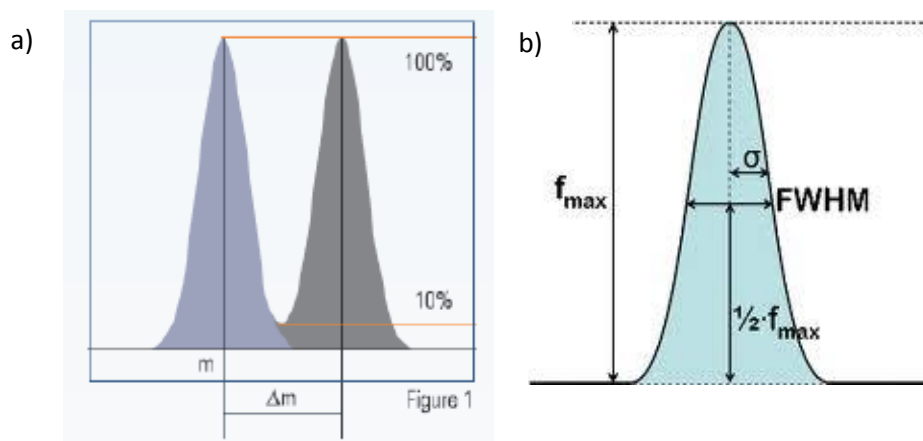 a)
100%
10%
m
Δm
Figure 1
b)
σ
f_max
FWHM
½·f_max